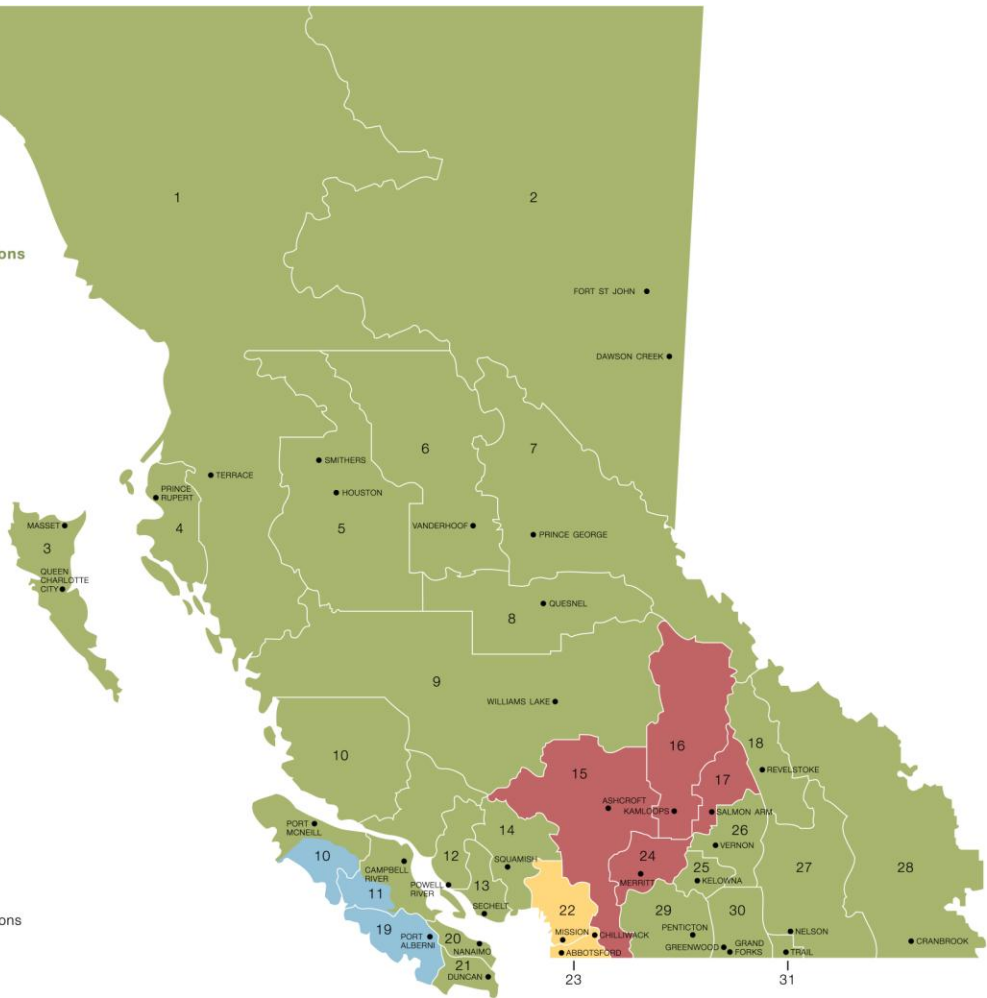 1
2
ons
FORT ST JOHN
DAWSON CREEK
6
7
SMITHERS
TERRACE
PRINCE
RUPERT
HOUSTON
MASSET
VANDERHOOF
4
5
PRINCE GEORGE
3
QUEEN
CHARLOTTE
CITY
QUESNEL
8
9
WILLIAMS LAKE
10
16
18
15
REVELSTOKE
17
ASHCROFT
KAMLOOPS
SALMON ARM
PORT
MCNEILL
14
26
VERNON
10
12
24
SQUAMISH
CAMPBELL
RIVER
25
27
28
MERRITT
KELOWNA
POWELL
RIVER
13
11
SECHELT
22
29
30
ons
19
PORT
ALBERNI
20
NANAIMO
MISSION
CHILLIWACK
PENTICTON
NELSON
GREENWOOD
GRAND
FORKS
CRANBROOK
ABBOTSFORD
TRAIL
21
DUNCAN
23
31